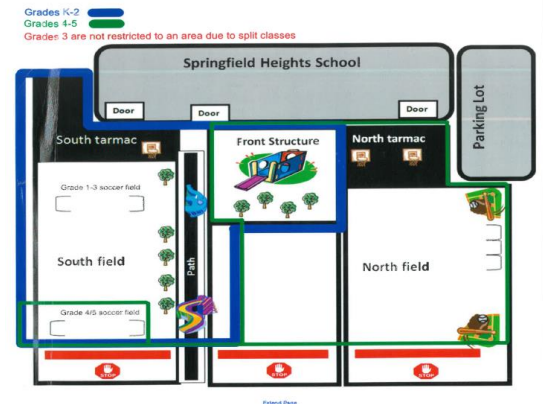 Grades K-2
Grades 4-5
Grades 3 are not restricted to an area due to split classes
Springfield Heights School
Parking Lot
Door
Door
Door
South tarmac
Front Structure
North tarmac
Grade 1-3 soccer field
South field
Path
North field
Grade 4/5 soccer field
STOP
STOP
STOP
Extend Page